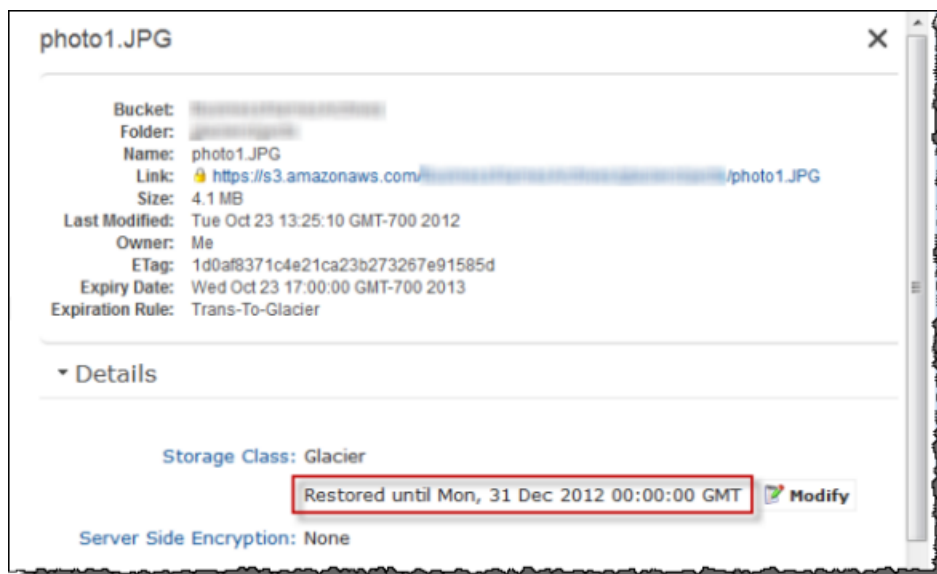 photo1.JPG
Bucket:
Folder:
Name: photo1.JPG
Link: https://s3.amazonaws.com/ /photo1.JPG
Size: 4.1 MB
Last Modified: Tue Oct 23 13:25:10 GMT-700 2012
Owner: Me
ETag: 1d0af8371c4e21ca23b273267e91585d
Expiry Date: Wed Oct 23 17:00:00 GMT-700 2013
Expiration Rule: Trans-To-Glacier
Details
Storage Class: Glacier
Restored until Mon, 31 Dec 2012 00:00:00 GMT Modify
Server Side Encryption: None